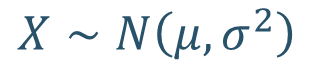 X ~ N(μ, σ²)